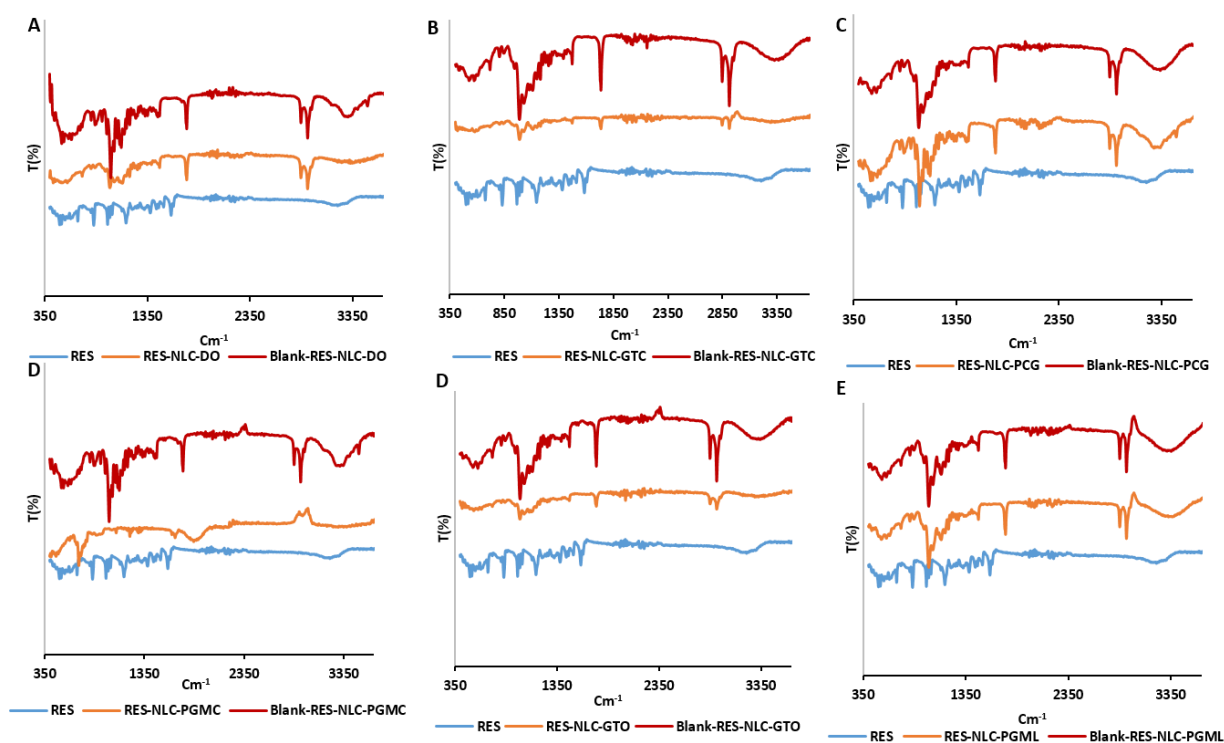 A
T(%)
350 1350 2350 3350
Cm-1
RES RES-NLC-DO Blank-RES-NLC-DO
B
T(%)
350 850 1350 1850 2350 2850 3350
Cm-1
RES RES-NLC-GTC Blank-RES-NLC-GTC
C
T(%)
350 1350 2350 3350
Cm-1
RES RES-NLC-PCG Blank-RES-NLC-PCG
D
T(%)
350 1350 2350 3350
Cm-1
RES RES-NLC-PGMC Blank-RES-NLC-PGMC
D
T(%)
350 1350 2350 3350
Cm-1
RES RES-NLC-GTO Blank-RES-NLC-GTO
E
T(%)
350 1350 2350 3350
Cm-1
RES RES-NLC-PGML Blank-RES-NLC-PGML